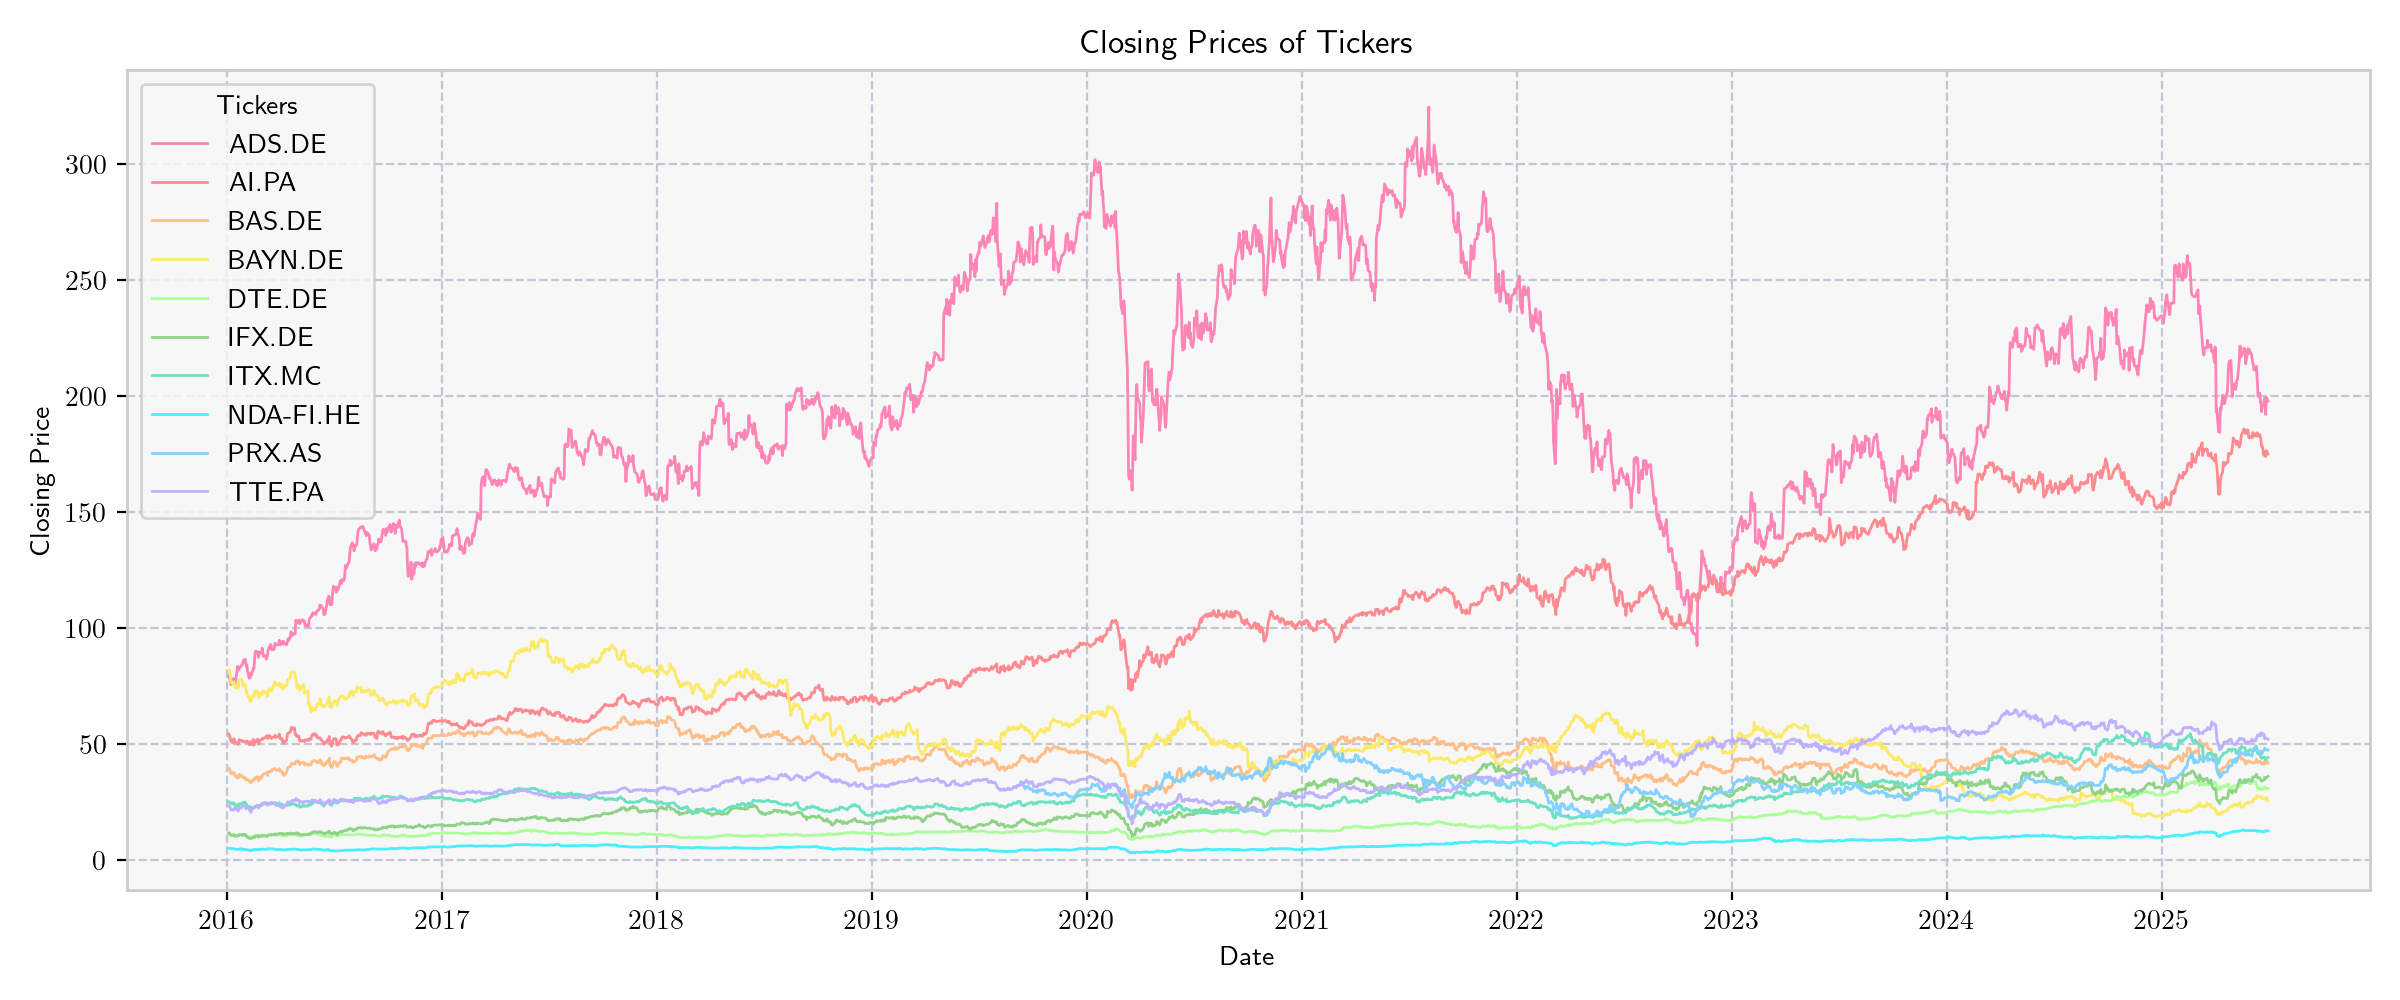 Closing Prices of Tickers
Tickers
ADS.DE
AI.PA
BAS.DE
BAYN.DE
DTE.DE
IFX.DE
ITX.MC
NDA-FI.HE
PRX.AS
TTE.PA
Closing Price
300
250
200
150
100
50
0
2016 2017 2018 2019 2020 2021 2022 2023 2024 2025
Date